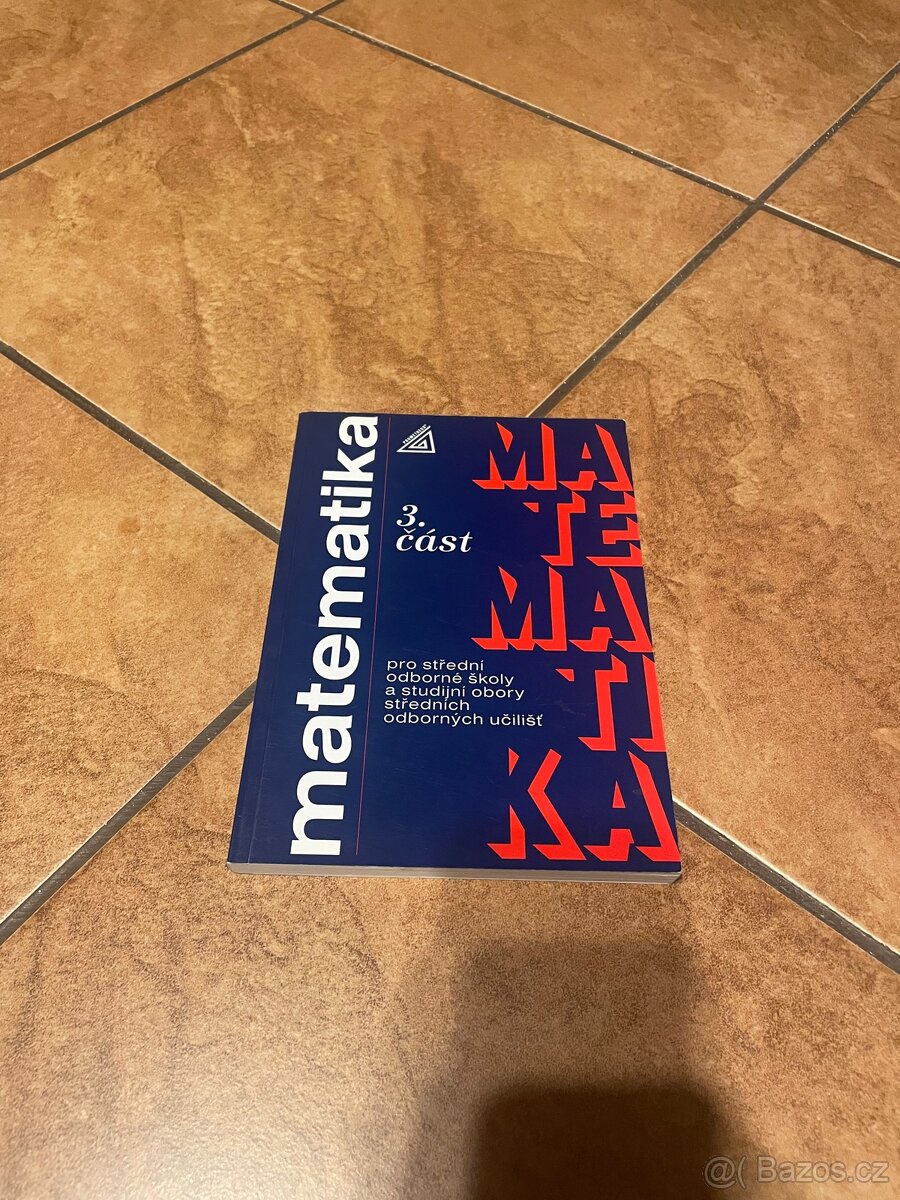 matematika
PROMETHEUS
3.
část
pro střední
odborné školy
a studijní obory
středních
odborných učilišť
MA
TE
MA
TI
KA
@( Bazos.cz